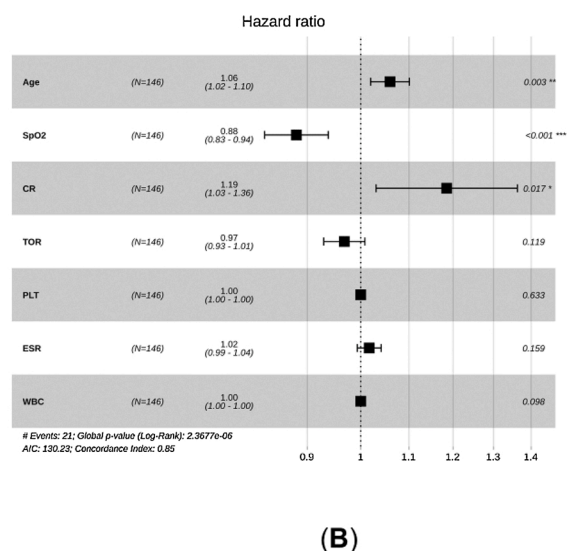 Hazard ratio
Age (N=146) 1.06 0.003 **
(1.02 - 1.10)
SpO2 (N=146) 0.88 <0.001 ***
(0.83 - 0.94)
CR (N=146) 1.19 0.017 *
(1.03 - 1.36)
TOR (N=146) 0.97 0.119
(0.93 - 1.01)
PLT (N=146) 1.00 0.633
(1.00 - 1.00)
ESR (N=146) 1.02 0.159
(0.99 - 1.04)
WBC (N=146) 1.00 0.098
(1.00 - 1.00)
# Events: 21; Global p-value (Log-Rank): 2.3677e-06
AIC: 130.23; Concordance Index: 0.85
0.9 1 1.1 1.2 1.3 1.4
(B)